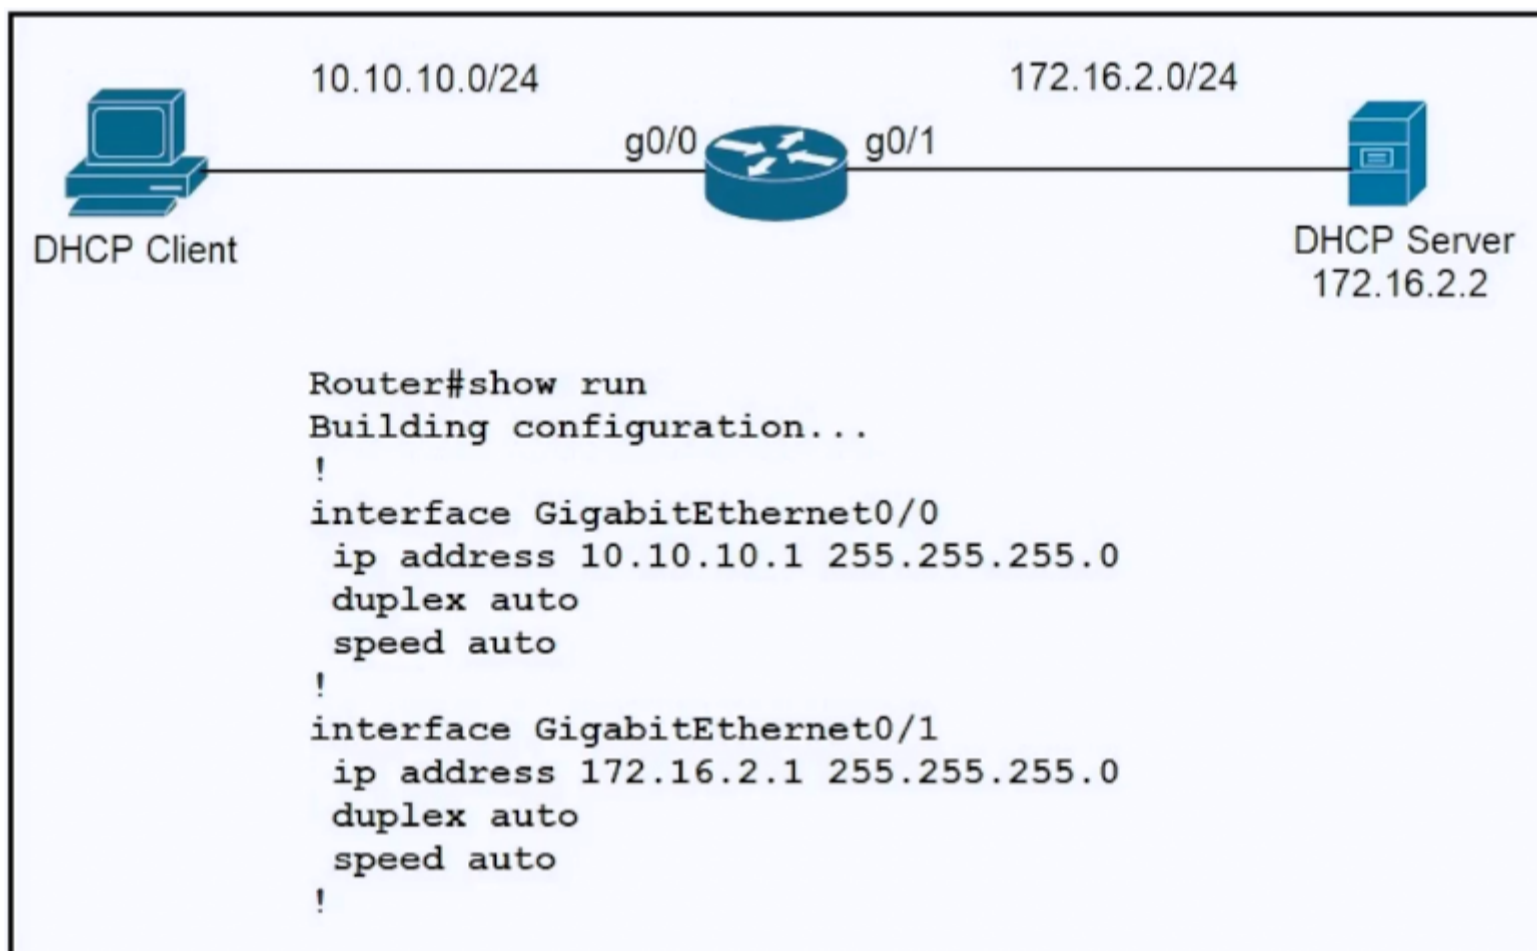 10.10.10.0/24
172.16.2.0/24
g0/0
g0/1
DHCP Client
DHCP Server
172.16.2.2
Router#show run
Building configuration...
!
interface GigabitEthernet0/0
ip address 10.10.10.1 255.255.255.0
duplex auto
speed auto
!
interface GigabitEthernet0/1
ip address 172.16.2.1 255.255.255.0
duplex auto
speed auto
!